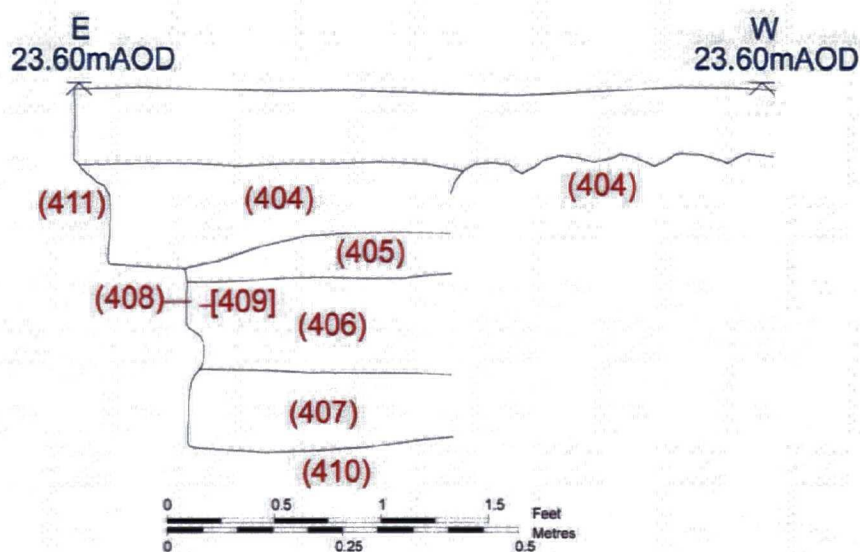 E
23.60mAOD
W
23.60mAOD
(411)
(404)
(404)
(405)
(408)
[409]
(406)
(407)
(410)
0 0.5 1 1.5 Feet
Metres
0 0.25 0.5